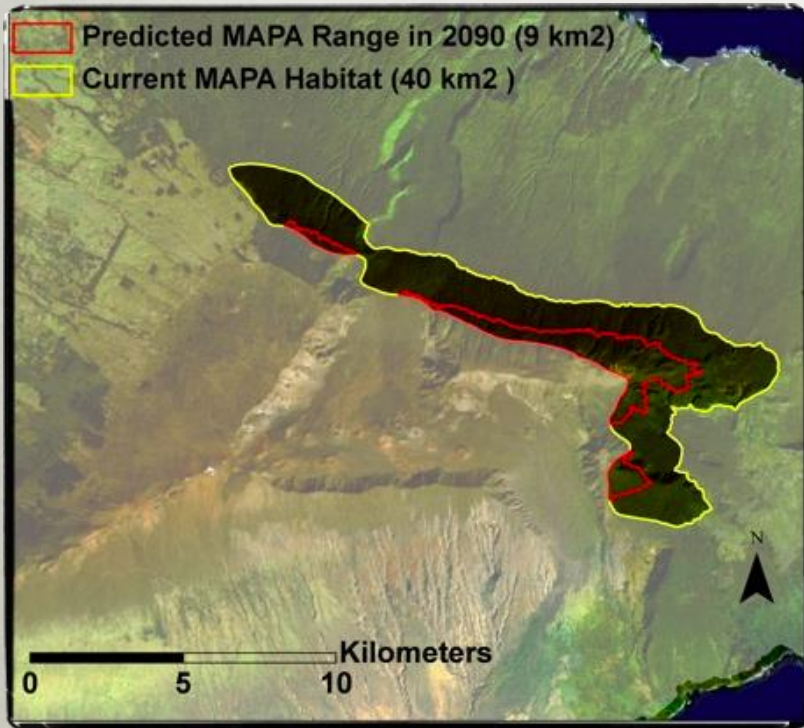 Predicted MAPA Range in 2090 (9 km2)
Current MAPA Habitat (40 km2 )
N
Kilometers
0 5 10